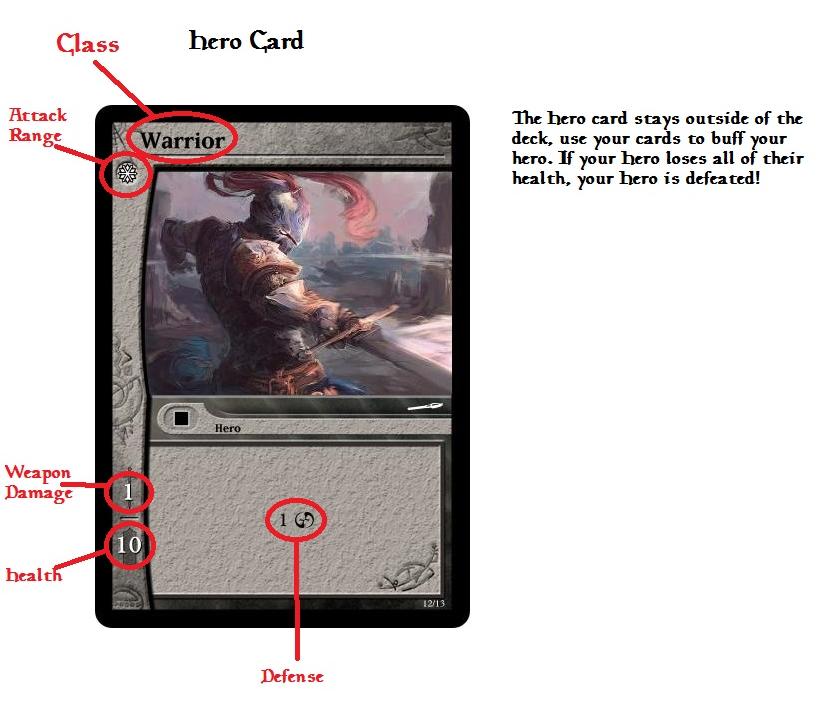 Class
Hero Card
Attack
Range
Warrior
The hero card stays outside of the
deck, use your cards to buff your
hero. If your hero loses all of their
health, your hero is defeated!
Hero
Weapon
Damage
1
1
10
Health
12/13
Defense